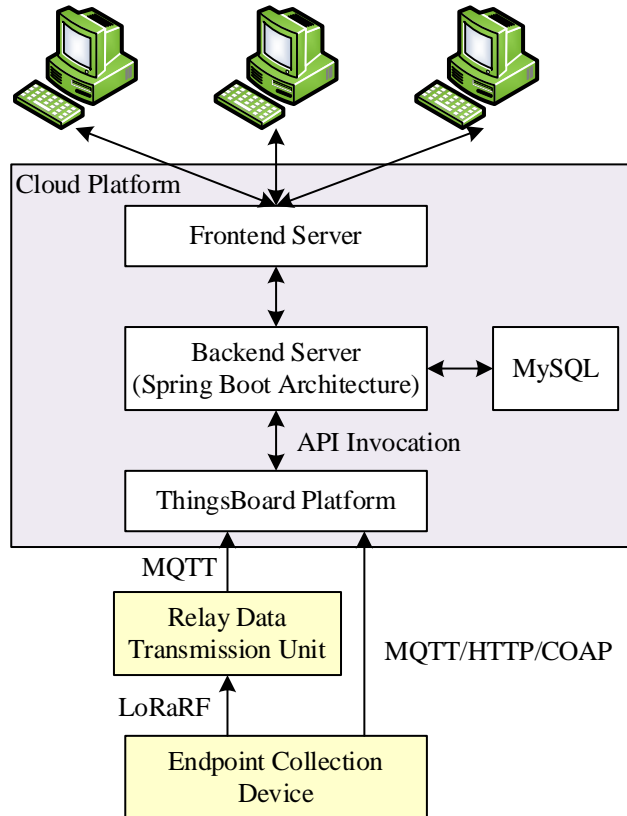 Cloud Platform
Frontend Server
Backend Server
(Spring Boot Architecture)
MySQL
API Invocation
ThingsBoard Platform
MQTT
Relay Data
Transmission Unit
MQTT/HTTP/COAP
LoRaRF
Endpoint Collection
Device